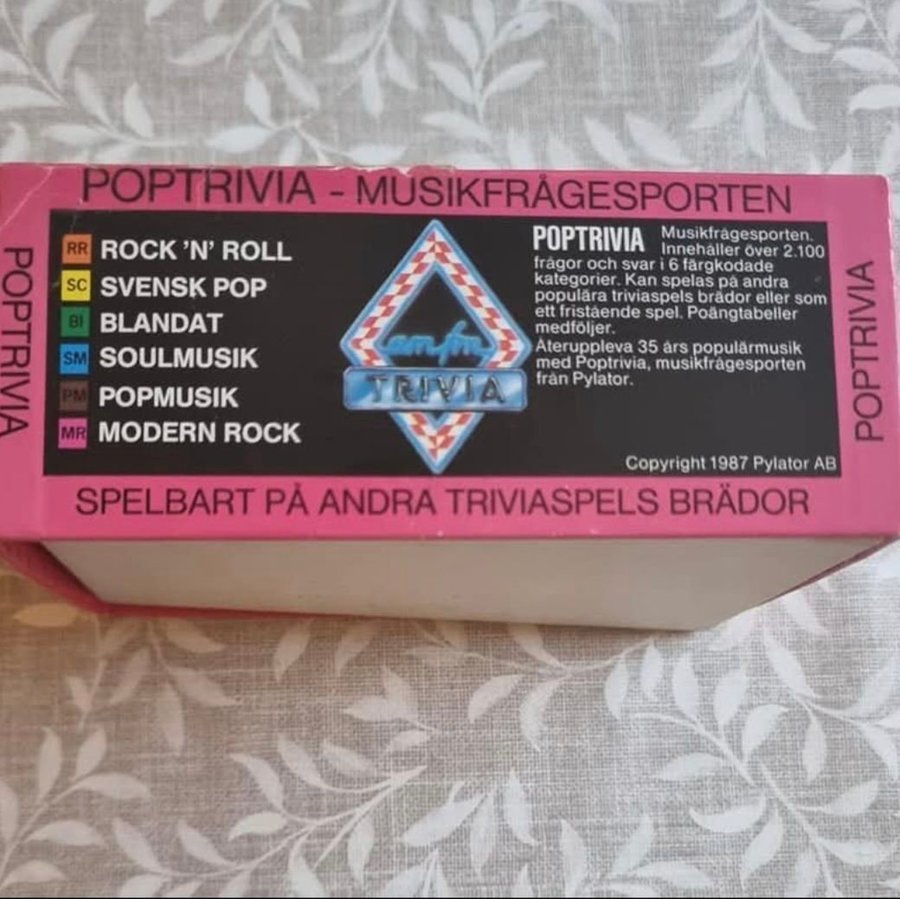 POPTRIVIA - MUSIKFRÅGESPORTEN
POPTRIVIA
RR ROCK 'N' ROLL
SC SVENSK POP
BI BLANDAT
SM SOULMUSIK
PM POPMUSIK
MR MODERN ROCK
am/fm
TRIVIA
POPTRIVIA Musikfrågesporten.
Innehåller över 2.100
frågor och svar i 6 färgkodade
kategorier. Kan spelas på andra
populära triviaspels brädor eller som
ett fristående spel. Poängtabeller
medföljer.
Återuppleva 35 års populärmusik
med Poptrivia, musikfrågesporten
från Pylator.
Copyright 1987 Pylator AB
POPTRIVIA
SPELBART PÅ ANDRA TRIVIASPELS BRÄDOR